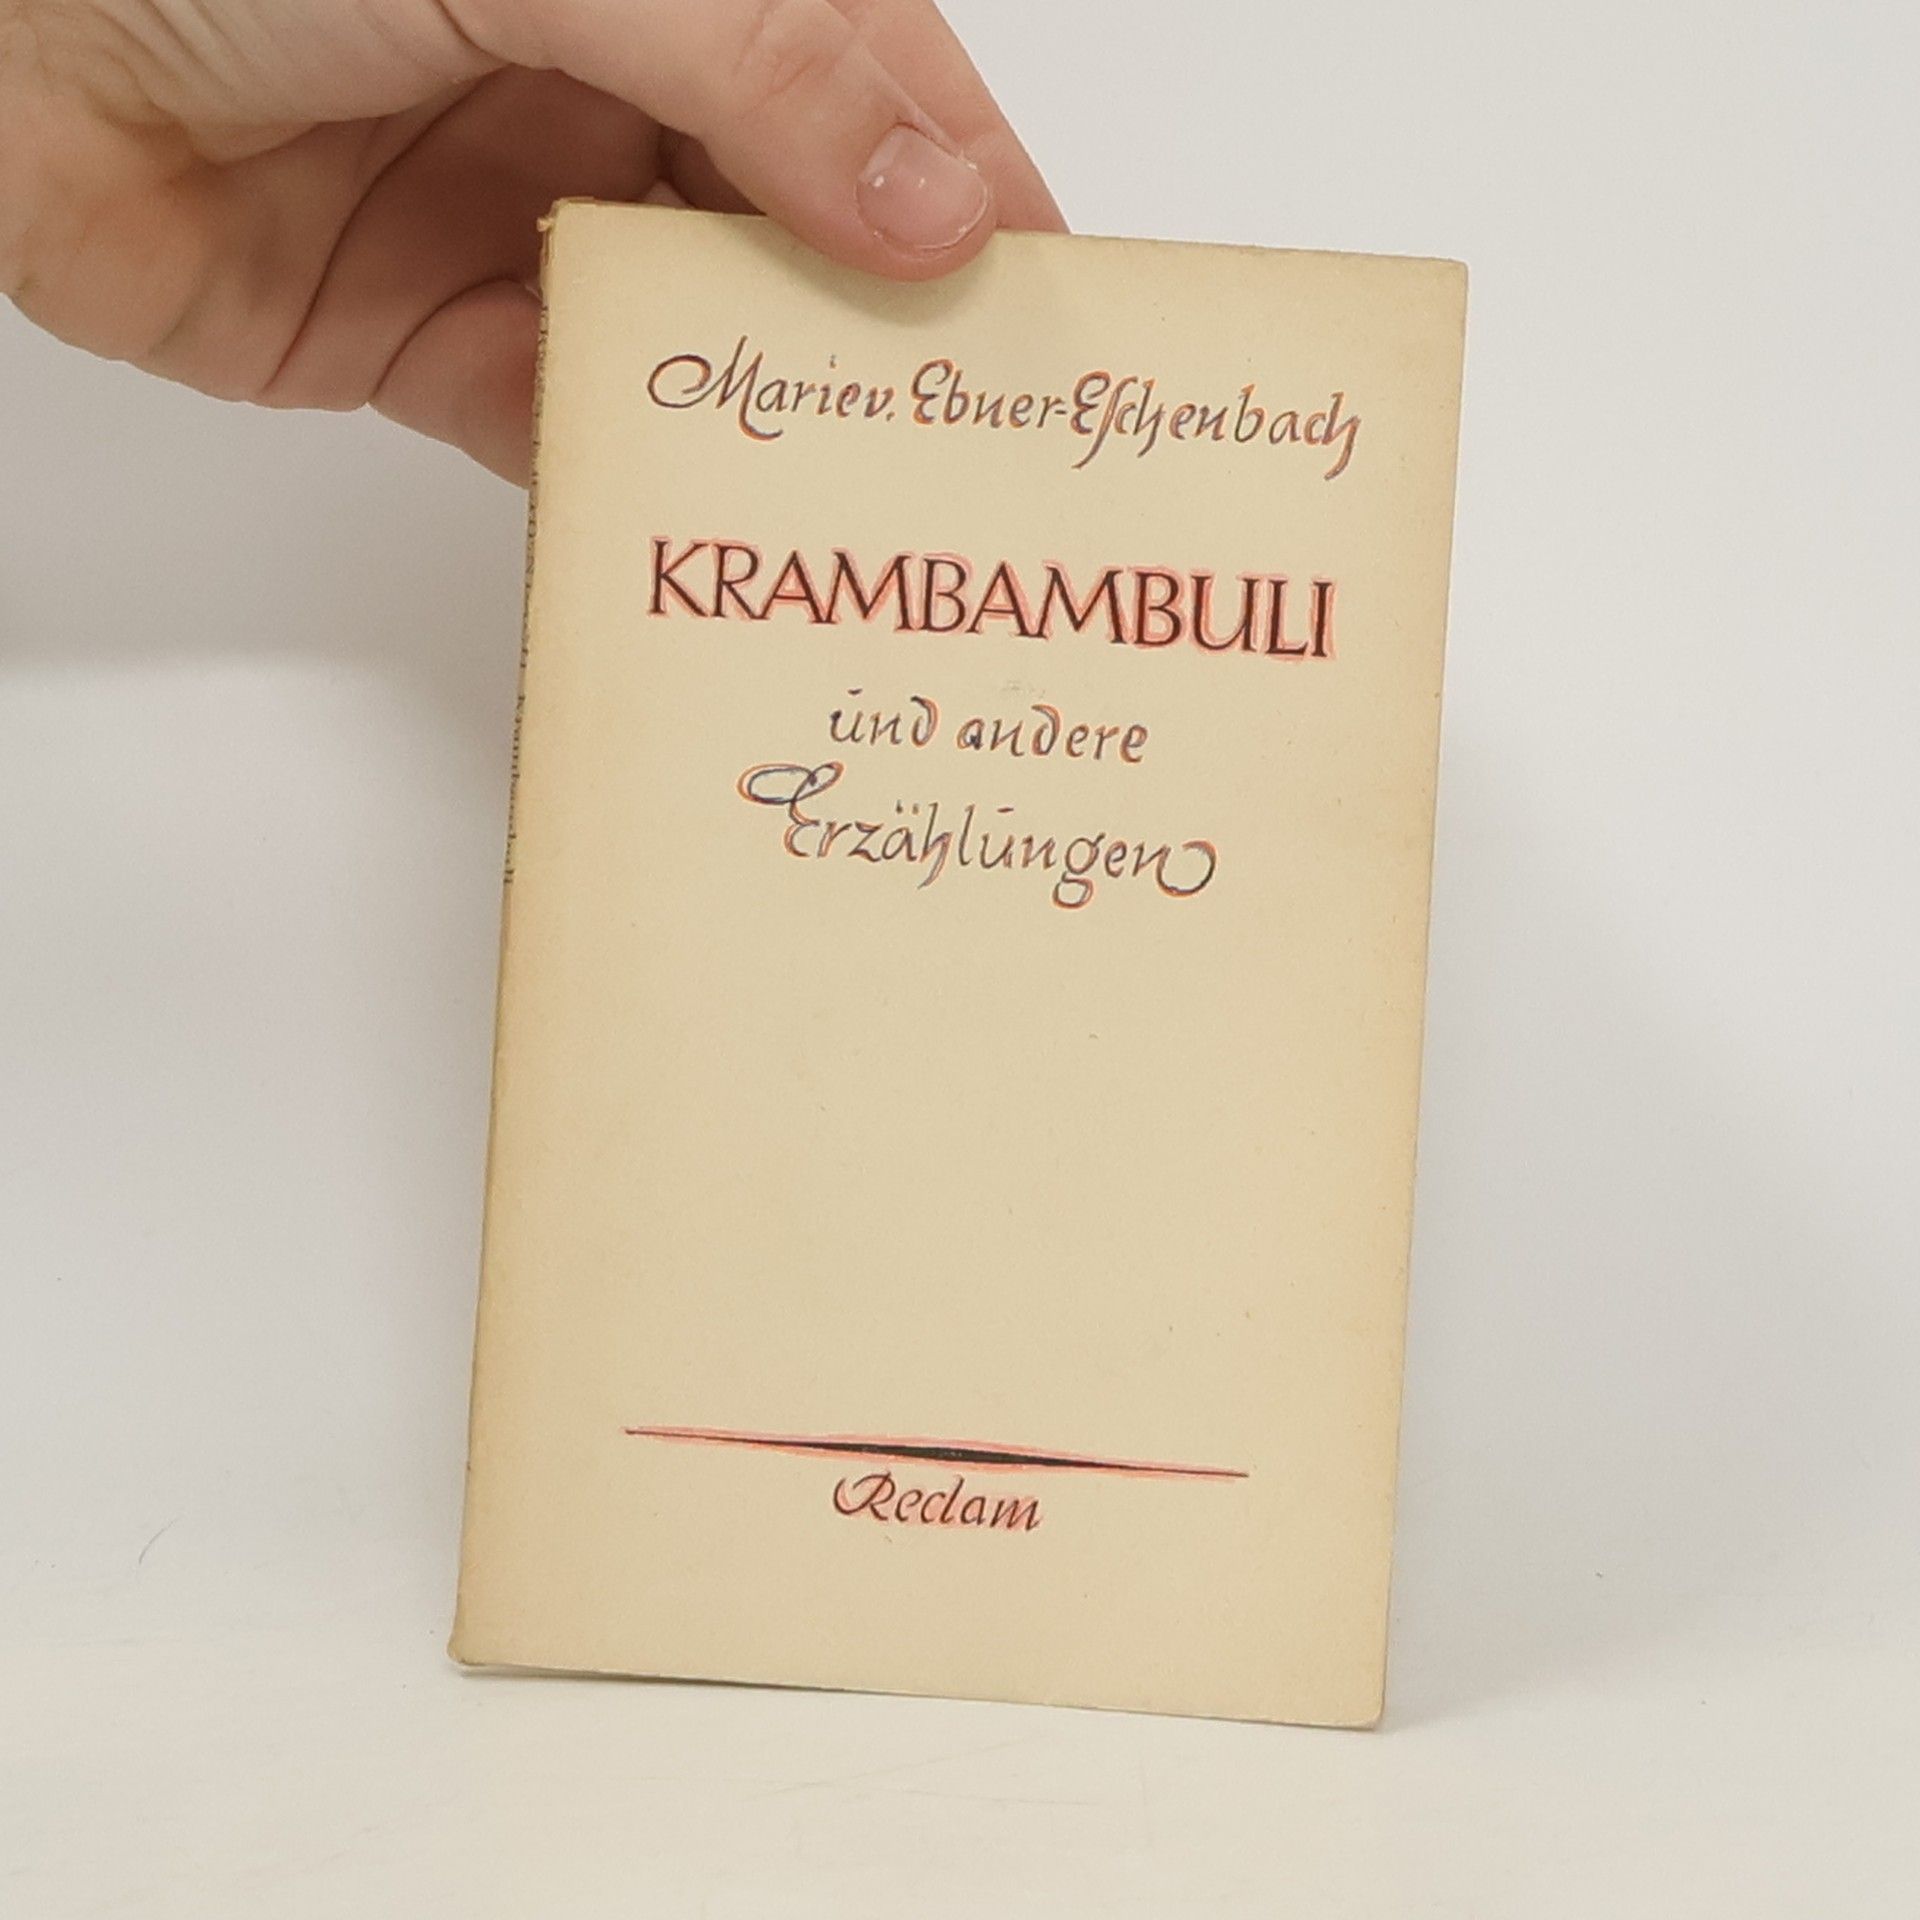 Marie v. Ebner-Eschenbach
KRAMBAMBULI
und andere
Erzählungen
Reclam